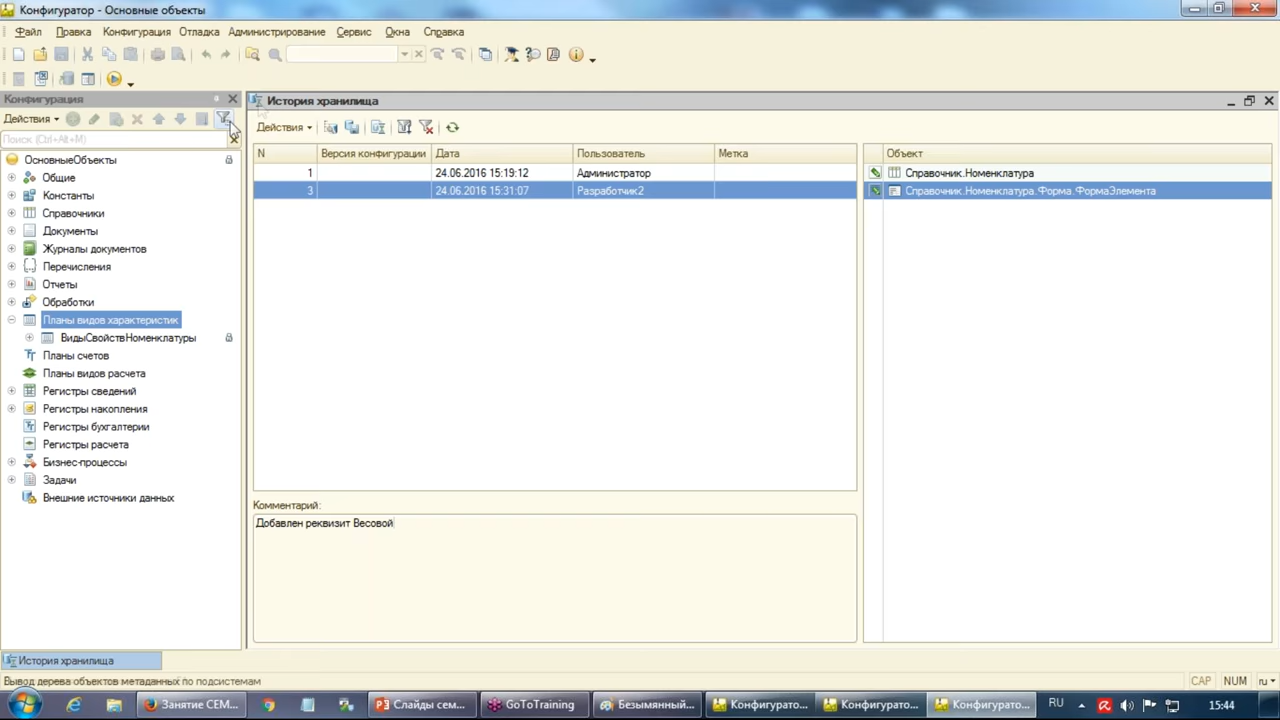 Конфигуратор - Основные объекты
Файл Правка Конфигурация Отладка Администрирование Сервис Окна Справка
Конфигурация
Действия
Поиск (Ctrl+Alt+M)
ОсновныеОбъекты
Общие
Константы
Справочники
Документы
Журналы документов
Перечисления
Отчеты
Обработки
Планы видов характеристик
ВидыСвойствНоменклатуры
Планы счетов
Планы видов расчета
Регистры сведений
Регистры накопления
Регистры бухгалтерии
Регистры расчета
Бизнес-процессы
Задачи
Внешние источники данных
История хранилища
Действия
N Версия конфигурации Дата Пользователь Метка
1 24.06.2016 15:19:12 Администратор
3 24.06.2016 15:31:07 Разработчик2
Объект
Справочник.Номенклатура
Справочник.Номенклатура.Форма.ФормаЭлемента
Комментарий:
Добавлен реквизит Весовой
История хранилища
Вывод дерева объектов метаданных по подсистемам
CAP NUM ru
Занятие СЕМ... Слайды сем... GoToTraining Безымянный... Конфигурато... Конфигурато... Конфигурато... RU 15:44